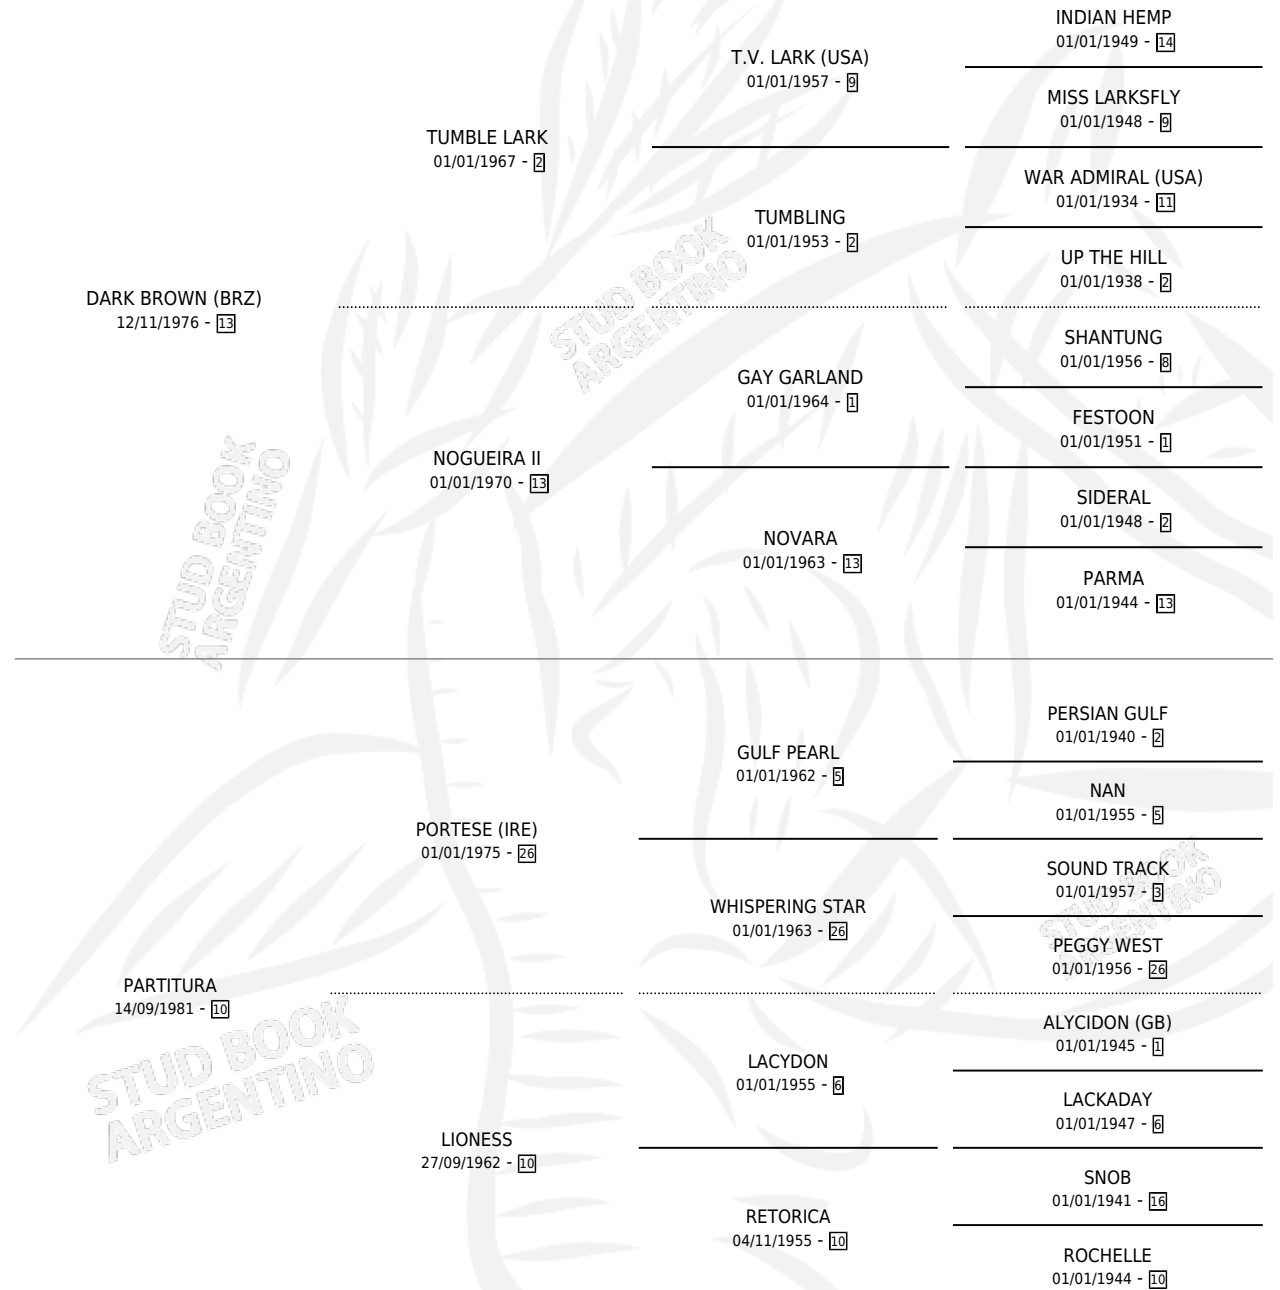 INDIAN HEMP
01/01/1949 - 14
T.V. LARK (USA)
01/01/1957 - 9
MISS LARKSFLY
01/01/1948 - 9
TUMBLE LARK
01/01/1967 - 2
WAR ADMIRAL (USA)
01/01/1934 - 11
TUMBLING
01/01/1953 - 2
UP THE HILL
01/01/1938 - 2
DARK BROWN (BRZ)
12/11/1976 - 13
SHANTUNG
01/01/1956 - 8
GAY GARLAND
01/01/1964 - 1
FESTOON
01/01/1951 - 1
NOGUEIRA II
01/01/1970 - 13
SIDERAL
01/01/1948 - 2
NOVARA
01/01/1963 - 13
PARMA
01/01/1944 - 13
STUD BOOK
ARGENTINO
STUD BOOK
ARGENTINO
PERSIAN GULF
01/01/1940 - 2
GULF PEARL
01/01/1962 - 5
NAN
01/01/1955 - 5
PORTESE (IRE)
01/01/1975 - 26
SOUND TRACK
01/01/1957 - 3
WHISPERING STAR
01/01/1963 - 26
PEGGY WEST
01/01/1956 - 26
PARTITURA
14/09/1981 - 10
ALYCIDON (GB)
01/01/1945 - 1
LACYDON
01/01/1955 - 6
LACKADAY
01/01/1947 - 6
LIONESS
27/09/1962 - 10
SNOB
01/01/1941 - 16
RETORICA
04/11/1955 - 10
ROCHELLE
01/01/1944 - 10
STUD BOOK
ARGENTINO
STUD BOOK
ARGENTINO